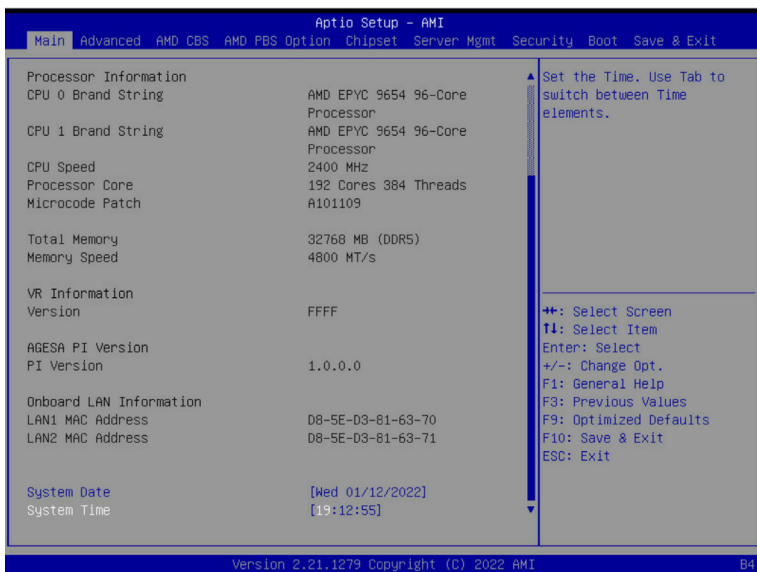 Aptio Setup – AMI
Main Advanced AMD CBS AMD PBS Option Chipset Server Mgmt Security Boot Save & Exit
Processor Information
CPU 0 Brand String AMD EPYC 9654 96-Core
Processor
CPU 1 Brand String AMD EPYC 9654 96-Core
Processor
CPU Speed 2400 MHz
Processor Core 192 Cores 384 Threads
Microcode Patch A101109
Total Memory 32768 MB (DDR5)
Memory Speed 4800 MT/s
VR Information
Version FFFF
AGESA PI Version
PI Version 1.0.0.0
Onboard LAN Information
LAN1 MAC Address D8-5E-D3-81-63-70
LAN2 MAC Address D8-5E-D3-81-63-71
System Date [Wed 01/12/2022]
System Time [19:12:55]
Set the Time. Use Tab to
switch between Time
elements.
→←: Select Screen
↑↓: Select Item
Enter: Select
+/-: Change Opt.
F1: General Help
F3: Previous Values
F9: Optimized Defaults
F10: Save & Exit
ESC: Exit
Version 2.21.1279 Copyright (C) 2022 AMI
B4